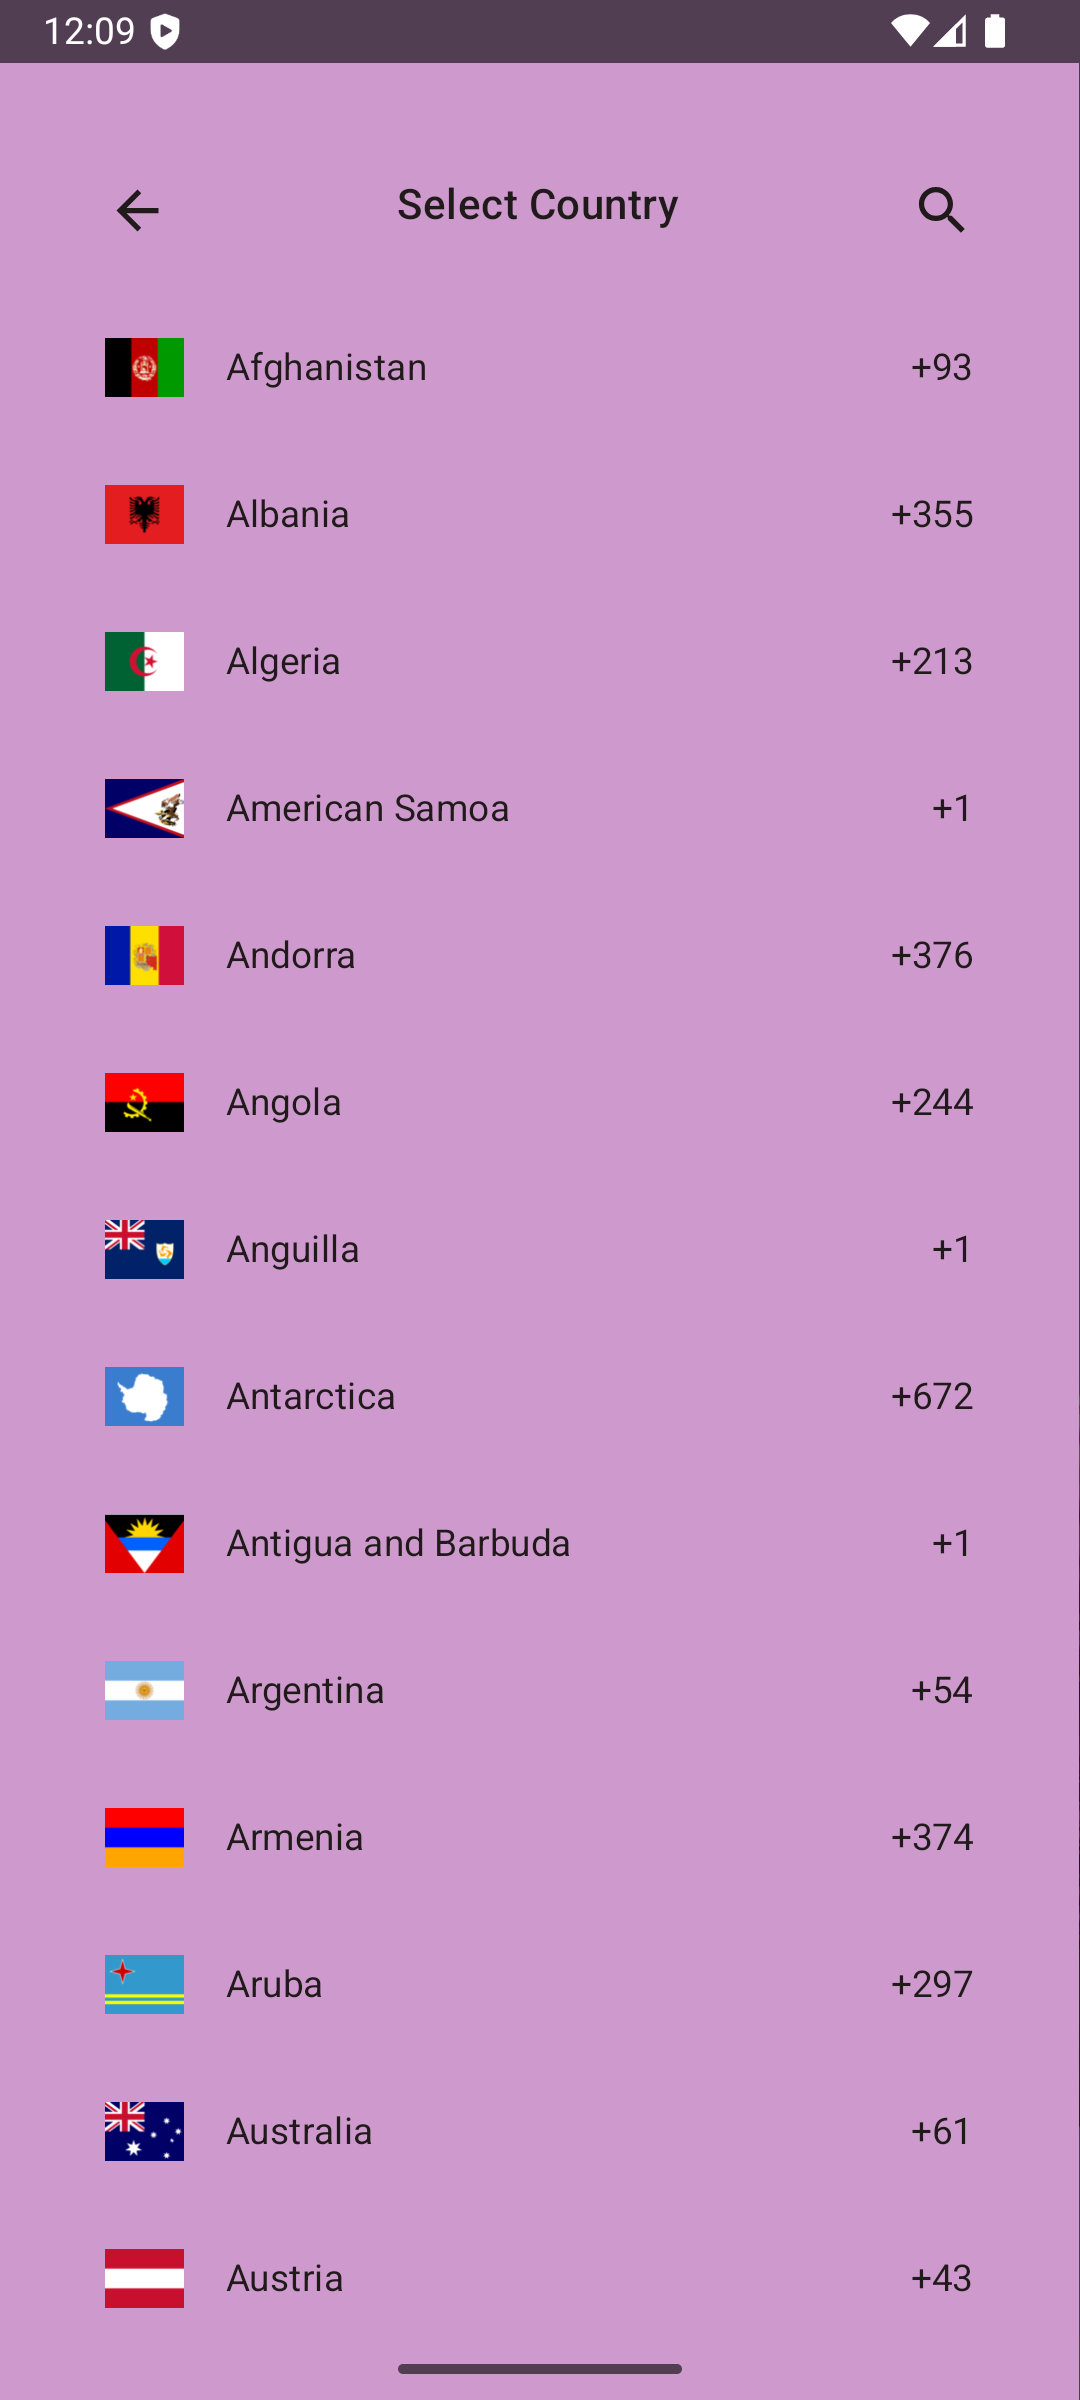 12:09
Select Country
Afghanistan +93
Albania +355
Algeria +213
American Samoa +1
Andorra +376
Angola +244
Anguilla +1
Antarctica +672
Antigua and Barbuda +1
Argentina +54
Armenia +374
Aruba +297
Australia +61
Austria +43